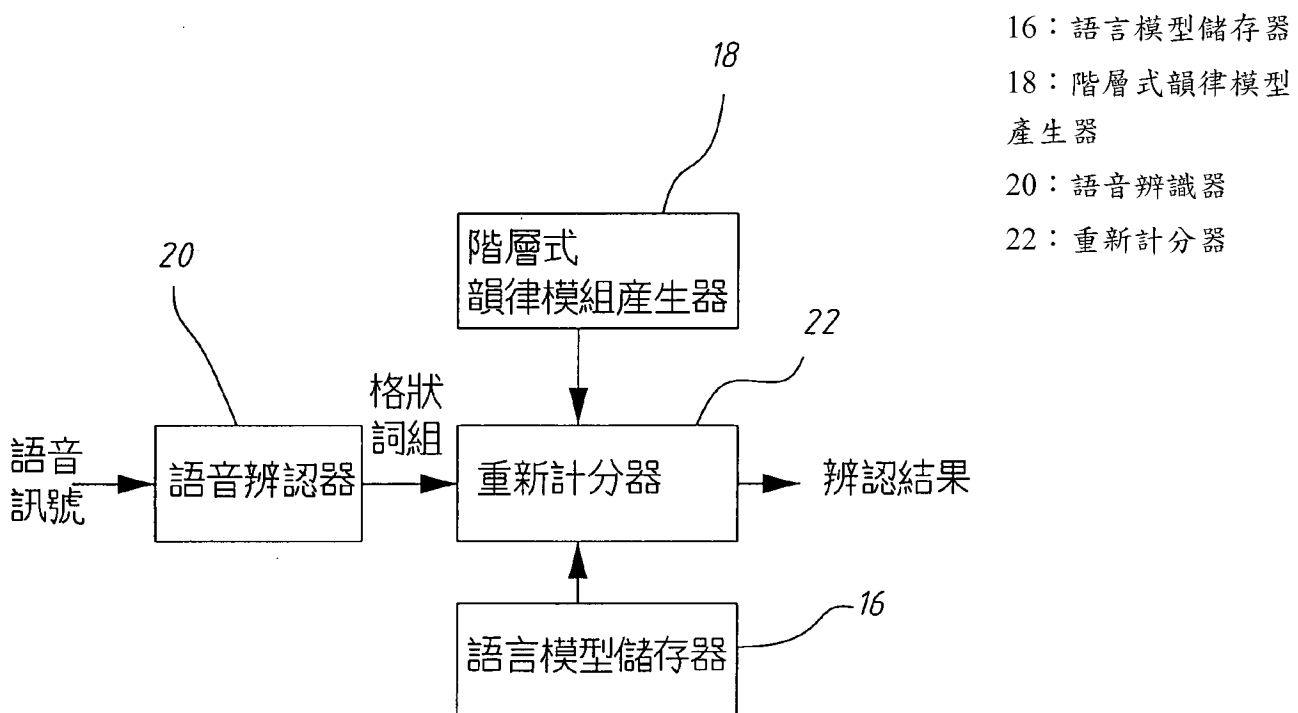 16：語言模型儲存器
18：階層式韻律模型
產生器
20：語音辨識器
22：重新計分器
18
階層式
韻律模組產生器
20
22
格狀
詞組
語音
訊號
語音辨認器
重新計分器
辨認結果
16
語言模型儲存器